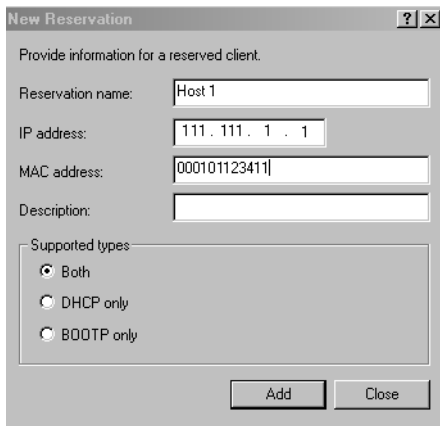 New Reservation
Provide information for a reserved client.
Reservation name: Host 1
IP address: 111 . 111 . 1 . 1
MAC address: 000101123411
Description:
Supported types
Both
DHCP only
BOOTP only
Add Close